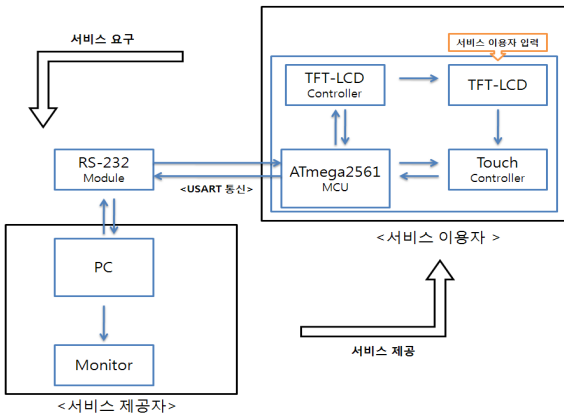 서비스 요구
서비스 이용자 입력
TFT-LCD
Controller
TFT-LCD
RS-232
Module
ATmega2561
MCU
Touch
Controller
<USART 통신>
<서비스 이용자 >
PC
서비스 제공
Monitor
<서비스 제공자>